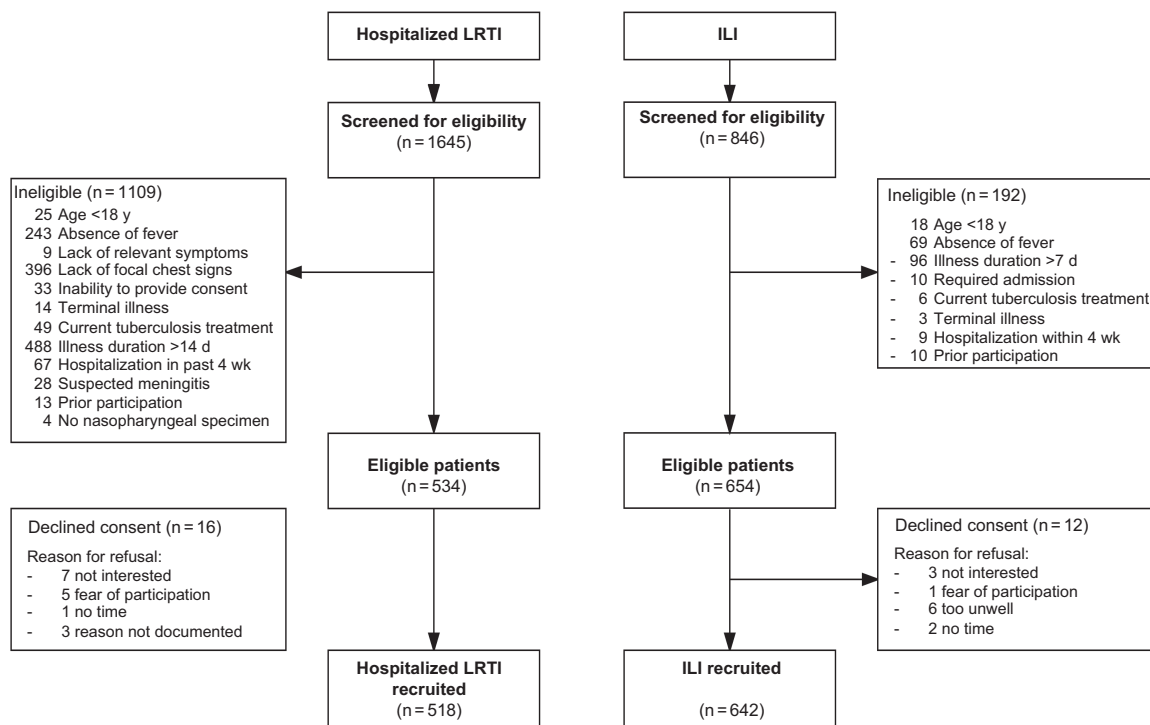 Hospitalized LRTI
ILI
Screened for eligibility
(n = 1645)
Screened for eligibility
(n = 846)
Ineligible (n = 1109)
25 Age <18 y
243 Absence of fever
9 Lack of relevant symptoms
396 Lack of focal chest signs
33 Inability to provide consent
14 Terminal illness
49 Current tuberculosis treatment
488 Illness duration >14 d
67 Hospitalization in past 4 wk
28 Suspected meningitis
13 Prior participation
4 No nasopharyngeal specimen
Ineligible (n = 192)
18 Age <18 y
69 Absence of fever
- 96 Illness duration >7 d
- 10 Required admission
- 6 Current tuberculosis treatment
- 3 Terminal illness
- 9 Hospitalization within 4 wk
- 10 Prior participation
Eligible patients
(n = 534)
Eligible patients
(n = 654)
Declined consent (n = 16)
Reason for refusal:
- 7 not interested
- 5 fear of participation
- 1 no time
- 3 reason not documented
Declined consent (n = 12)
Reason for refusal:
- 3 not interested
- 1 fear of participation
- 6 too unwell
- 2 no time
Hospitalized LRTI
recruited
(n = 518)
ILI recruited
(n = 642)